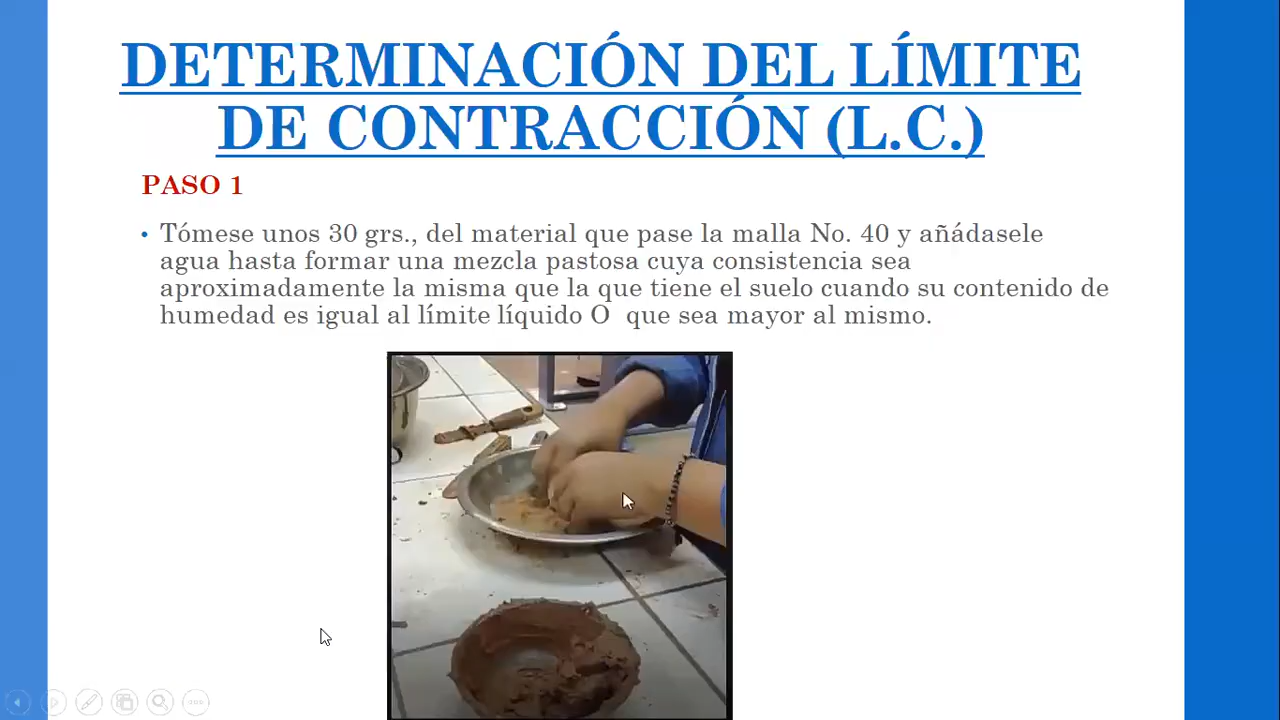 DETERMINACIÓN DEL LÍMITE
DE CONTRACCIÓN (L.C.)
PASO 1
• Tómese unos 30 grs., del material que pase la malla No. 40 y añádasele
agua hasta formar una mezcla pastosa cuya consistencia sea
aproximadamente la misma que la que tiene el suelo cuando su contenido de
humedad es igual al límite líquido O  que sea mayor al mismo.